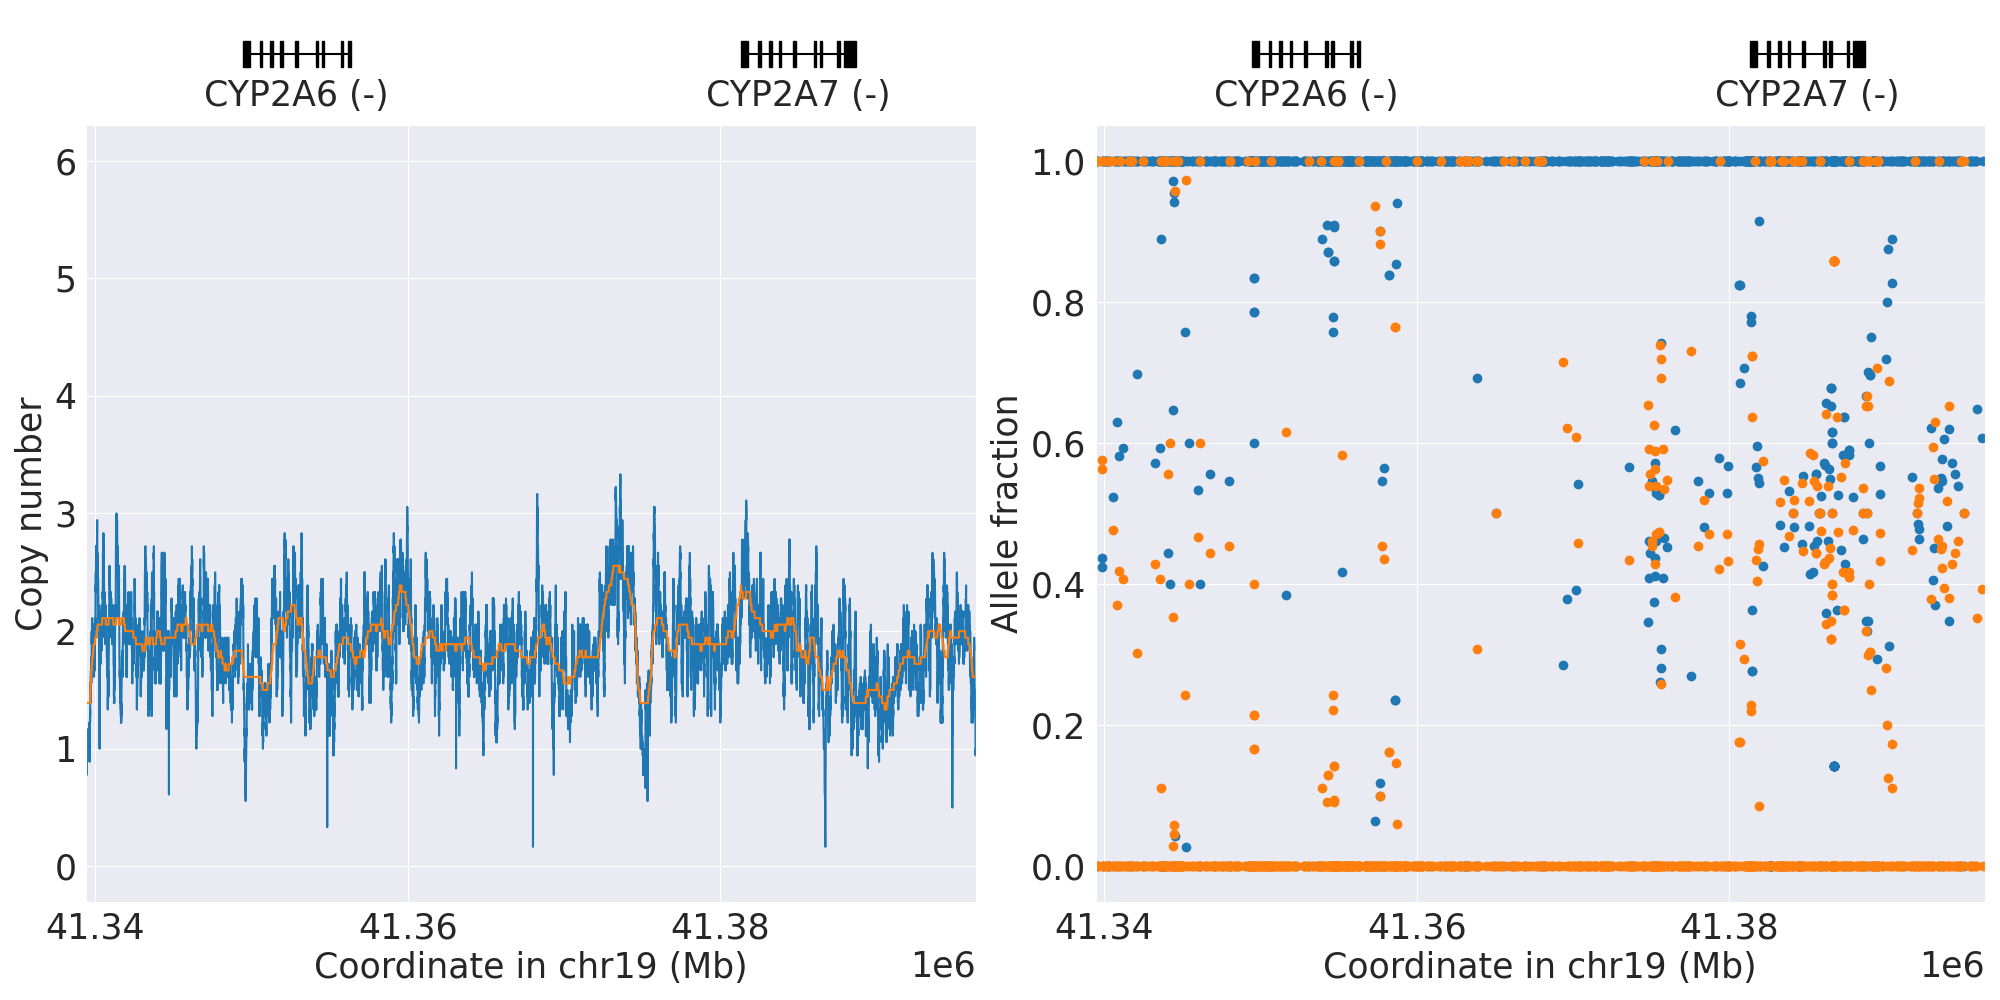 CYP2A6 (-) CYP2A7 (-)
Copy number
6
5
4
3
2
1
0
41.34 41.36 41.38
Coordinate in chr19 (Mb) 1e6
CYP2A6 (-) CYP2A7 (-)
Allele fraction
1.0
0.8
0.6
0.4
0.2
0.0
41.34 41.36 41.38
Coordinate in chr19 (Mb) 1e6